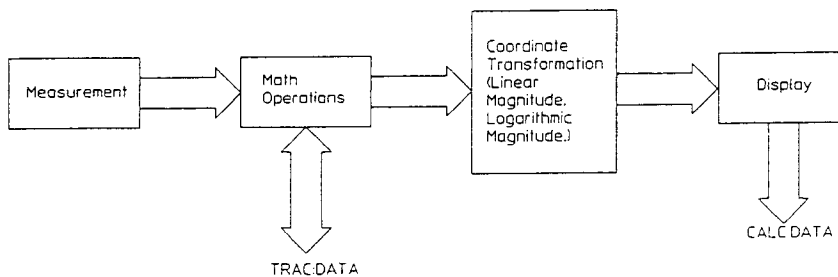 Measurement
Math
Operations
Coordinate
Transformation
(Linear
Magnitude,
Logarithmic
Magnitude,)
Display
TRAC:DATA
CALC:DATA